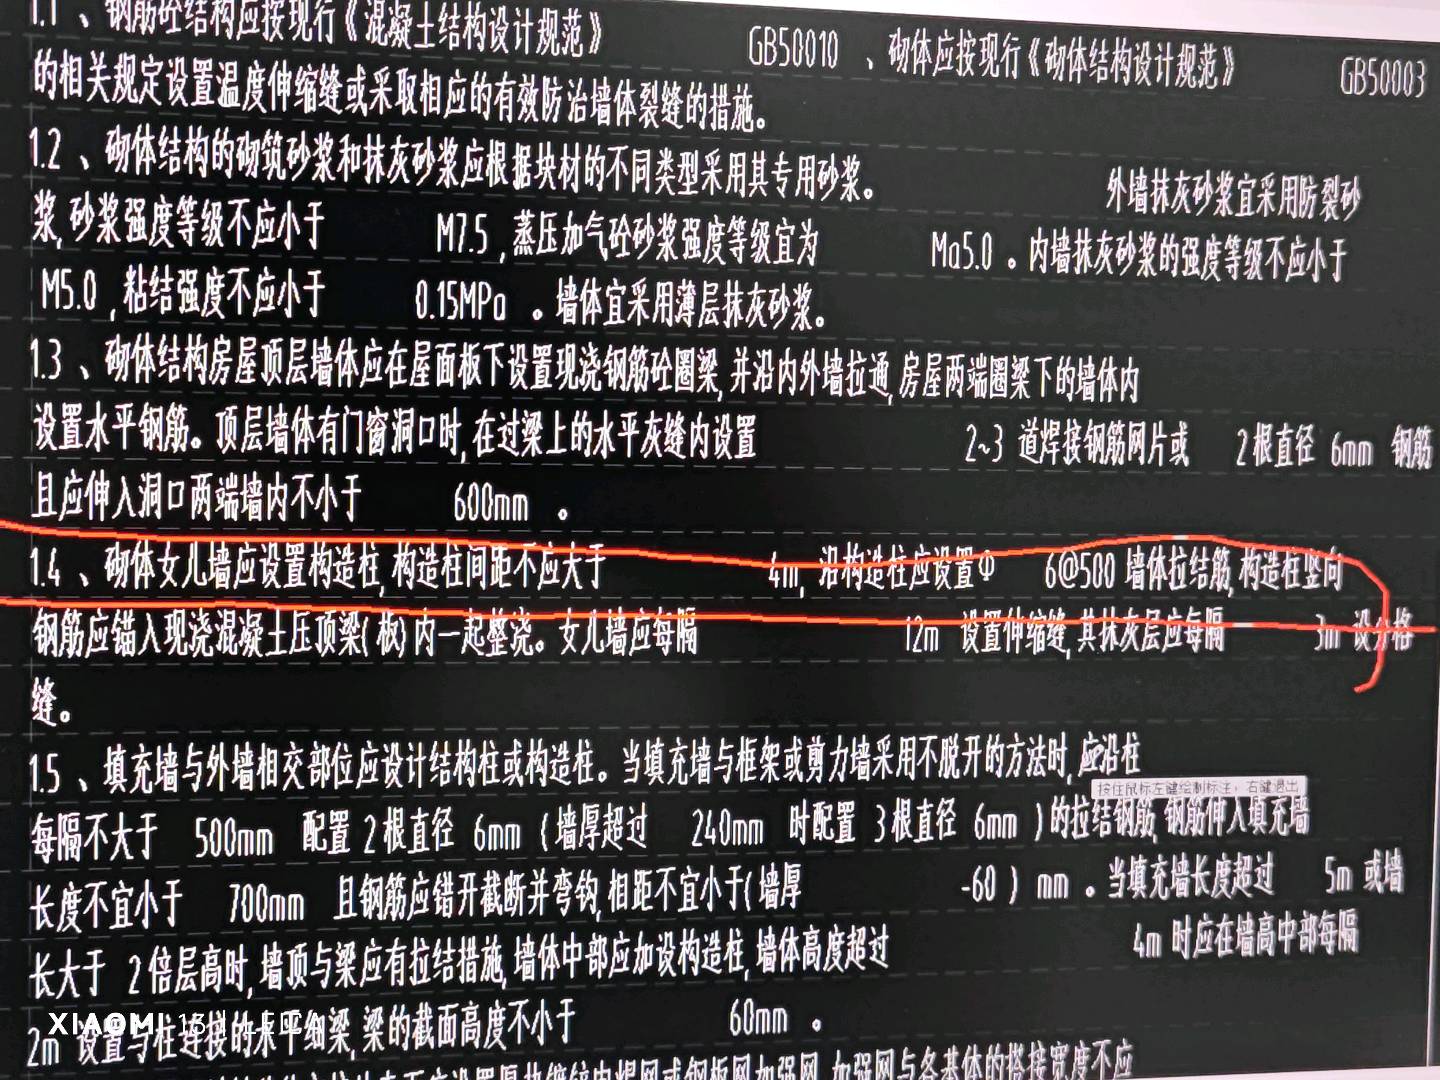 1.1 、钢筋砼结构应按现行《混凝土结构设计规范》 GB50010 、砌体应按现行《砌体结构设计规范》 GB50003
的相关规定设置温度伸缩缝或采取相应的有效防治墙体裂缝的措施。
1.2 、砌体结构的砌筑砂浆和抹灰砂浆应根据块材的不同类型采用其专用砂浆。 外墙抹灰砂浆宜采用防裂砂
浆,砂浆强度等级不应小于 M7.5 ,蒸压加气砼砂浆强度等级宜为 Ma5.0 。内墙抹灰砂浆的强度等级不应小于
M5.0 ,粘结强度不应小于 0.15MPa 。墙体宜采用薄层抹灰砂浆。
1.3 、砌体结构房屋顶层墙体应在屋面板下设置现浇钢筋砼圈梁,并沿内外墙拉通,房屋两端圈梁下的墙体内
设置水平钢筋。顶层墙体有门窗洞口时,在过梁上的水平灰缝内设置 2~3 道焊接钢筋网片或 2根直径 6mm 钢筋
且应伸入洞口两端墙内不小于 600mm 。
1.4 、砌体女儿墙应设置构造柱,构造柱间距不应大于 4m, 沿构造柱应设置Φ 6@500 墙体拉结筋,构造柱竖向
钢筋应锚入现浇混凝土压顶梁(板)内一起整浇。女儿墙应每隔 12m 设置伸缩缝,其抹灰层应每隔 3m 设分格
缝。
1.5 、填充墙与外墙相交部位应设计结构柱或构造柱。当填充墙与框架或剪力墙采用不脱开的方法时,应沿柱
按住鼠标左键绘制标注，右键退出
每隔不大于 500mm 配置 2根直径 6mm (墙厚超过 240mm 时配置 3根直径 6mm )的拉结钢筋,钢筋伸入填充墙
长度不宜小于 700mm 且钢筋应错开截断并弯钩,相距不宜小于(墙厚 -60 ) mm 。当填充墙长度超过 5m 或墙
长大于 2倍层高时,墙顶与梁应有拉结措施,墙体中部应加设构造柱,墙体高度超过 4m 时应在墙高中部每隔
2m 设置与柱连接的水平细梁,梁的截面高度不小于 60mm 。
XIAOMI 13 | LEICA
加强网,加强网与各基体的搭接宽度不应